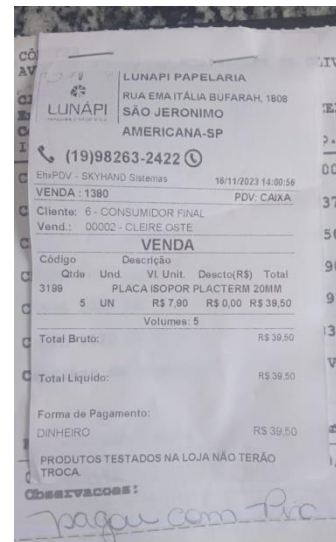 LUNAPI PAPELARIA
RUA EMA ITÁLIA BUFARAH, 1808
LUNÁPI
SÃO JERONIMO
AMERICANA-SP
(19)98263-2422
EhxPDV - SKYHAND Sistemas 16/11/2023 14:00:56
VENDA : 1380 PDV: CAIXA
Cliente: 6 - CONSUMIDOR FINAL
Vend.: 00002 - CLEIRE OSTE
VENDA
Código Descrição
Qtde Und. Vl. Unit. Descto(R$) Total
3199 PLACA ISOPOR PLACTERM 20MM
5 UN R$ 7,90 R$ 0,00 R$ 39,50
Volumes: 5
Total Bruto: R$ 39,50
Total Líquido: R$ 39,50
Forma de Pagamento:
DINHEIRO R$ 39,50
PRODUTOS TESTADOS NA LOJA NÃO TERÃO
TROCA.
Observacoes:
pagou com Pix